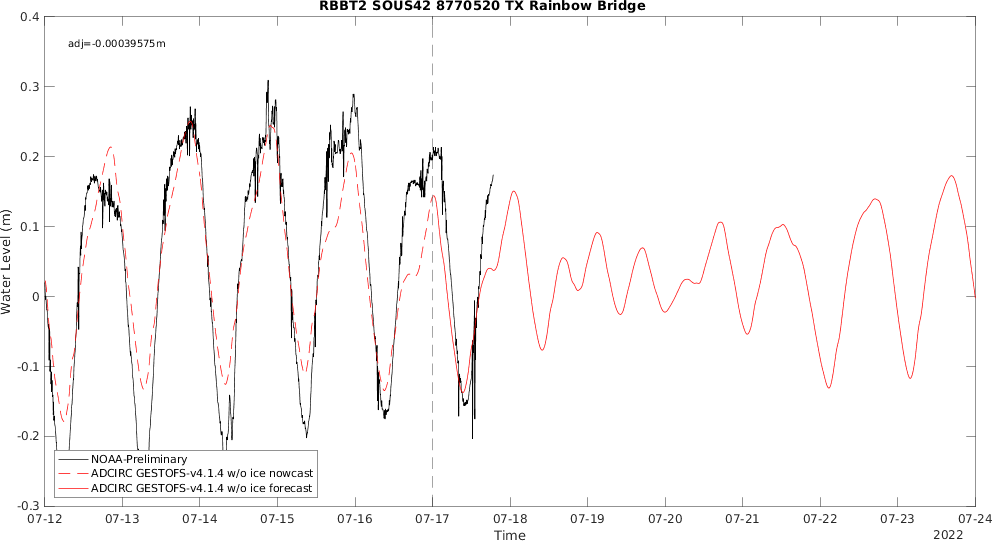 RBBT2 SOUS42 8770520 TX Rainbow Bridge
adj=-0.00039575m
Water Level (m)
0.4
0.3
0.2
0.1
0
-0.1
-0.2
-0.3
NOAA-Preliminary
ADCIRC GESTOFS-v4.1.4 w/o ice nowcast
ADCIRC GESTOFS-v4.1.4 w/o ice forecast
07-12 07-13 07-14 07-15 07-16 07-17 07-18 07-19 07-20 07-21 07-22 07-23 07-24
Time
2022